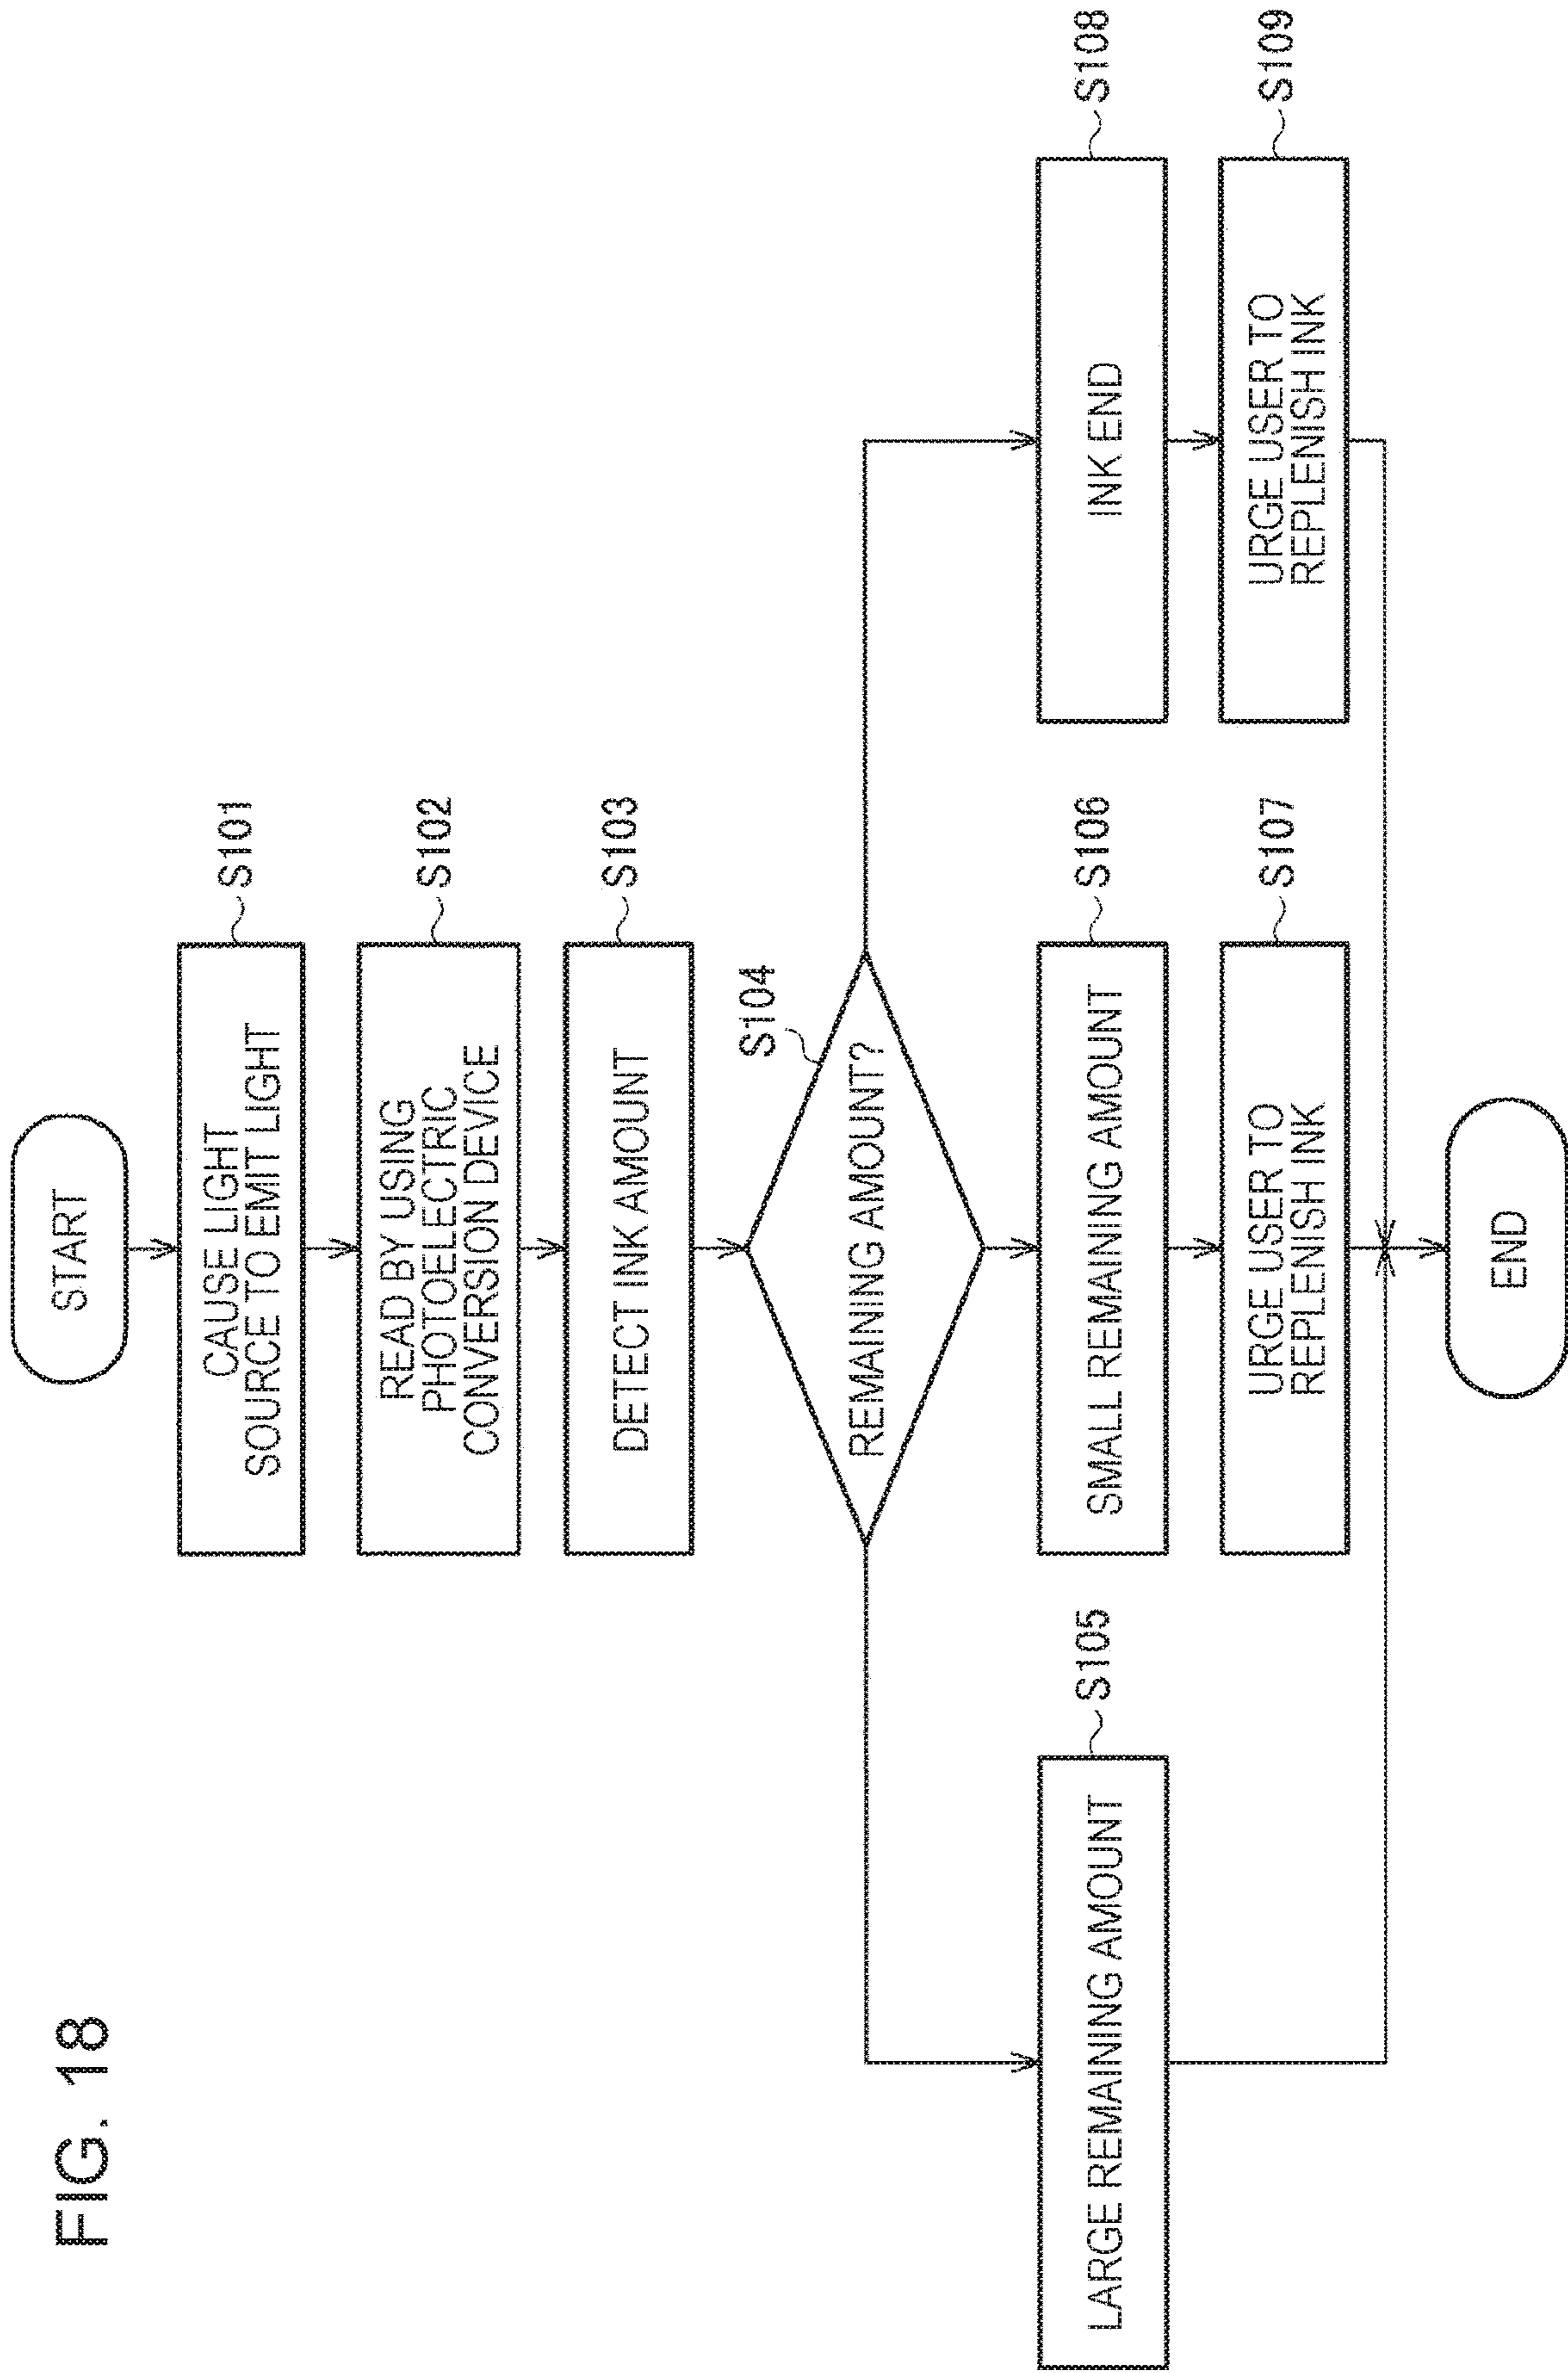 FIG. 18
START
CAUSE LIGHT
SOURCE TO EMIT LIGHT
S101
READ BY USING
PHOTOELECTRIC
CONVERSION DEVICE
S102
DETECT INK AMOUNT
S103
S104
REMAINING AMOUNT?
LARGE REMAINING AMOUNT
S105
SMALL REMAINING AMOUNT
S106
INK END
S108
URGE USER TO
REPLENISH INK
S107
URGE USER TO
REPLENISH INK
S109
END